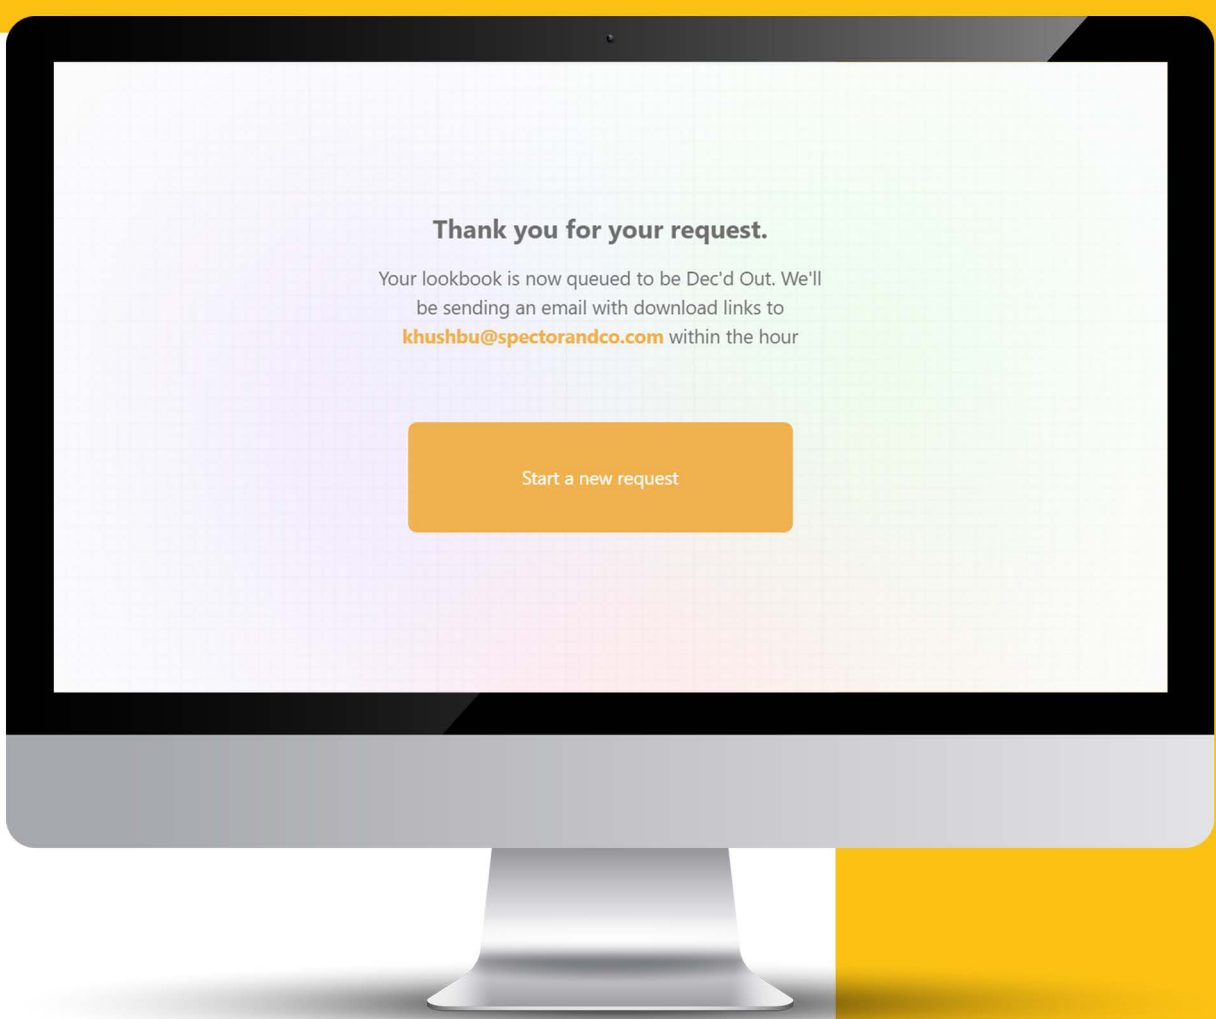 Thank you for your request.
Your lookbook is now queued to be Dec'd Out. We'll
be sending an email with download links to
khushbu@spectorandco.com within the hour
Start a new request